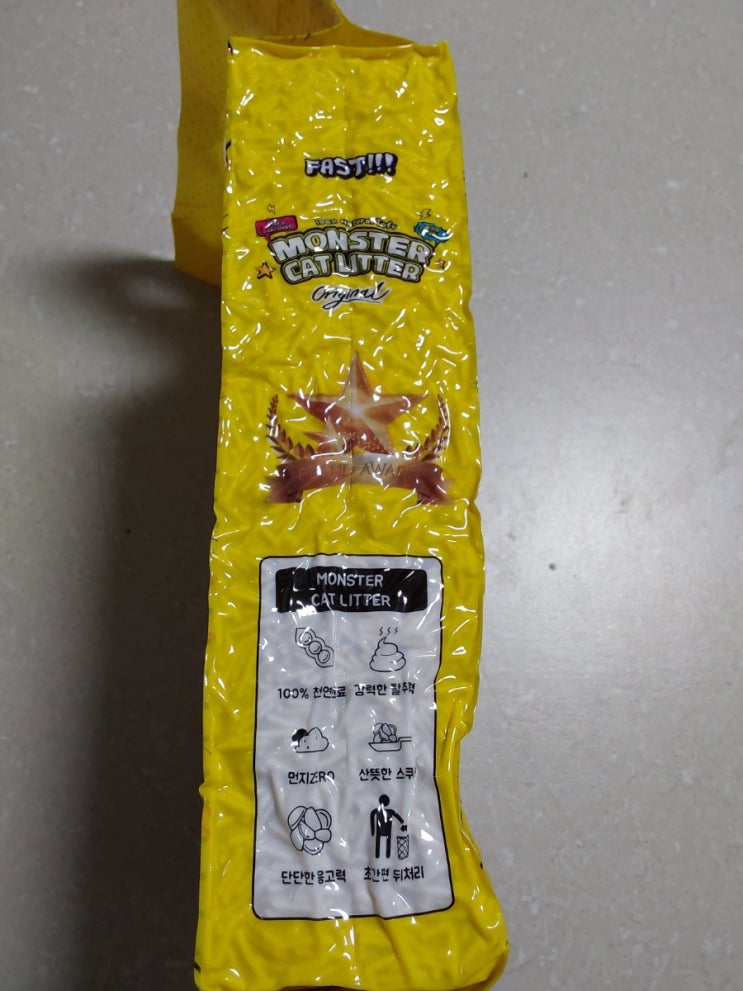 FAST!!!
MONSTER
CAT LITTER
Original
MONSTER
CAT LITTER
100% 천연원료 강력한 탈취력
먼지ZERO 산뜻한
단단한응고력 초간편 뒤처리